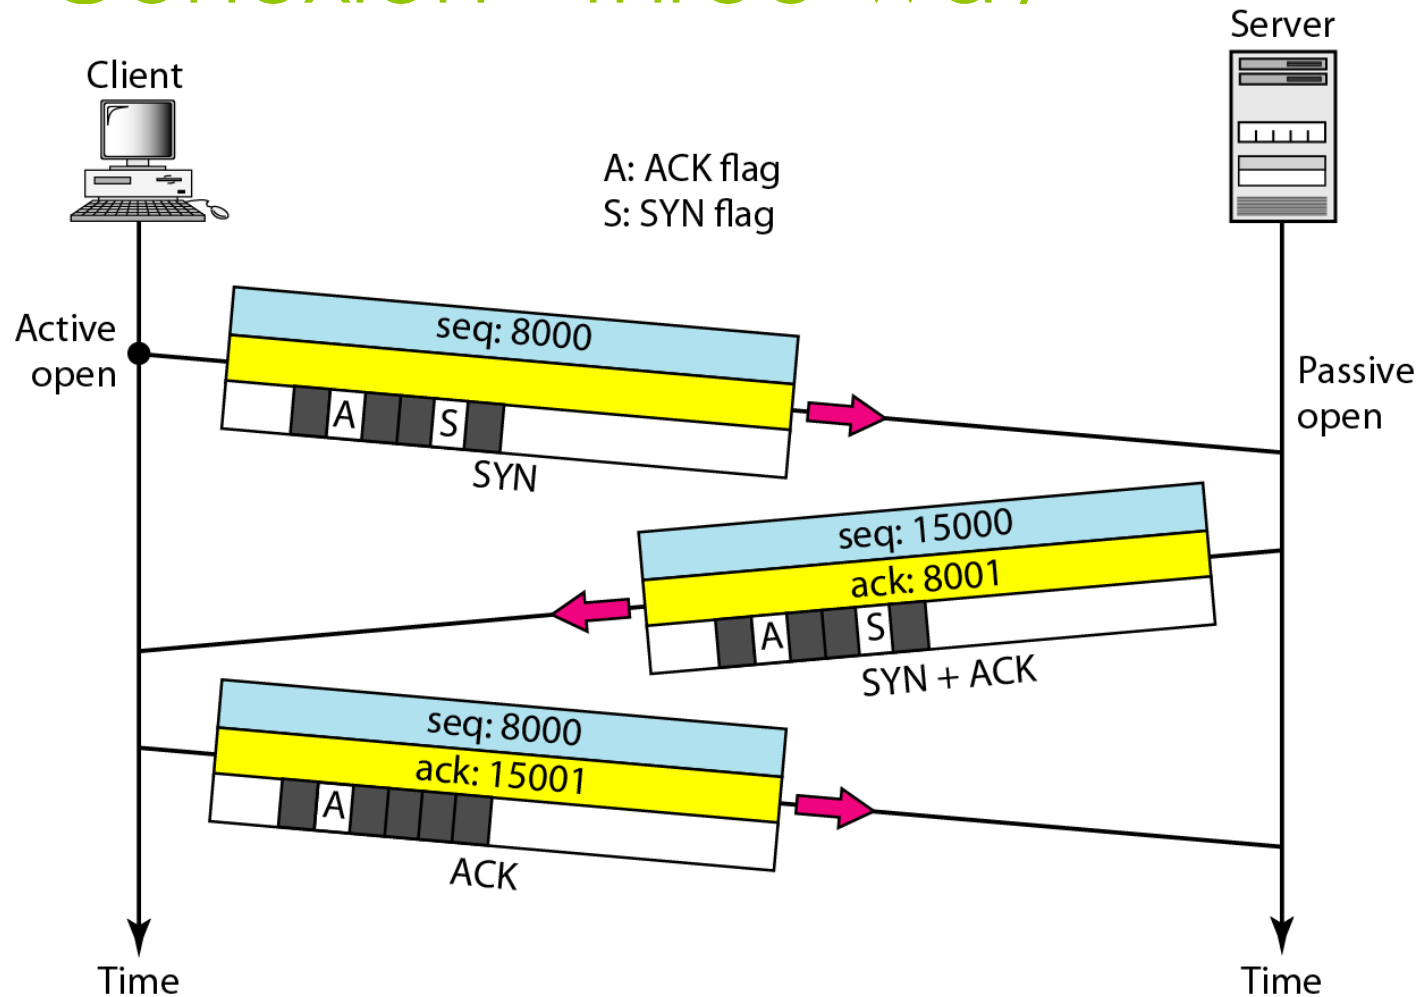 Client
Server
A: ACK flag
S: SYN flag
Active
open
seq: 8000
A S
SYN
Passive
open
seq: 15000
ack: 8001
A S
SYN + ACK
seq: 8000
ack: 15001
A
ACK
Time
Time